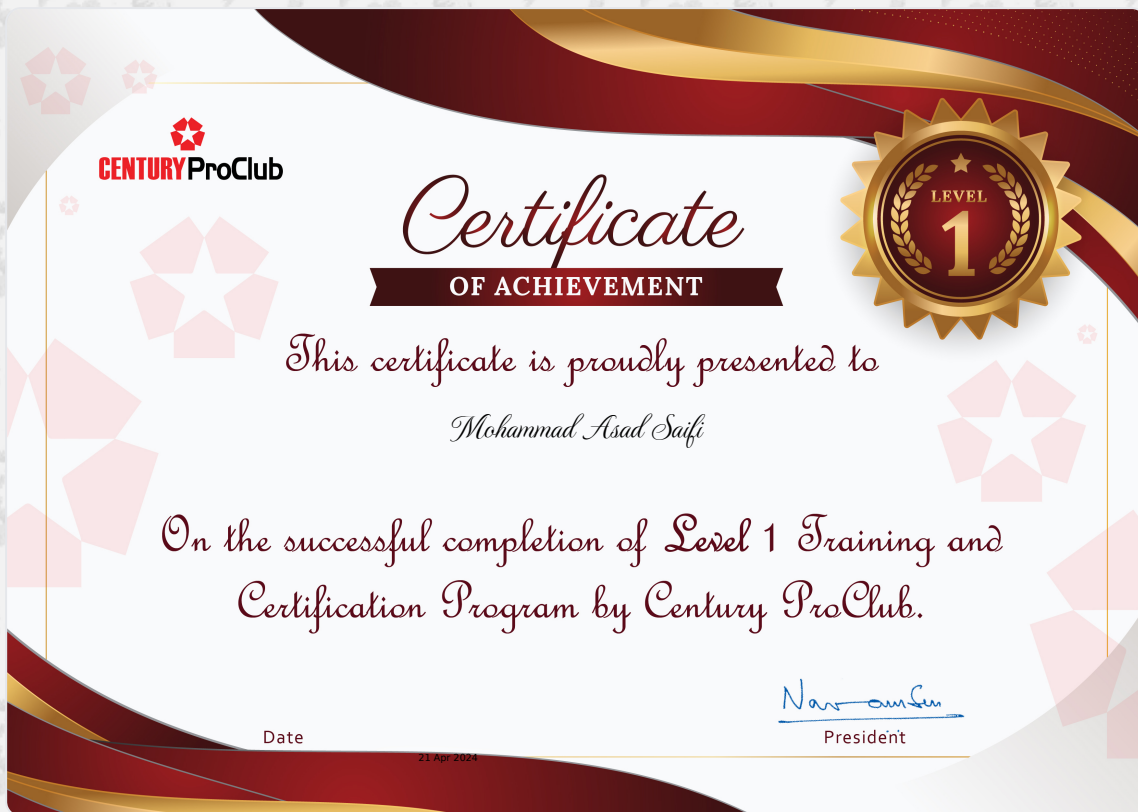 CENTURY ProClub
LEVEL
1
Certificate
OF ACHIEVEMENT
This certificate is proudly presented to
Mohammad Asad Saifi
On the successful completion of Level 1 Training and
Certification Program by Century ProClub.
Date
President
21 Apr 2024